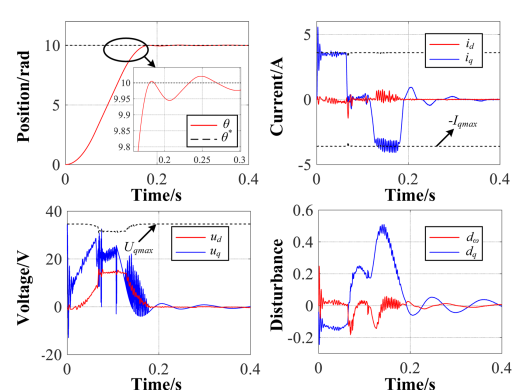 Position/rad
10
5
0
0
0.2
0.4
Time/s
10
9.95
9.9
9.85
9.8
0.2
0.25
0.3
θ
θ*
Current/A
5
0
-5
0
0.2
0.4
Time/s
i_d
i_q
-I_qmax
Voltage/V
40
20
0
-20
0
0.2
0.4
Time/s
U_qmax
u_d
u_q
Disturbance
0.6
0.4
0.2
0
-0.2
0
0.2
0.4
Time/s
d_ω
d_q